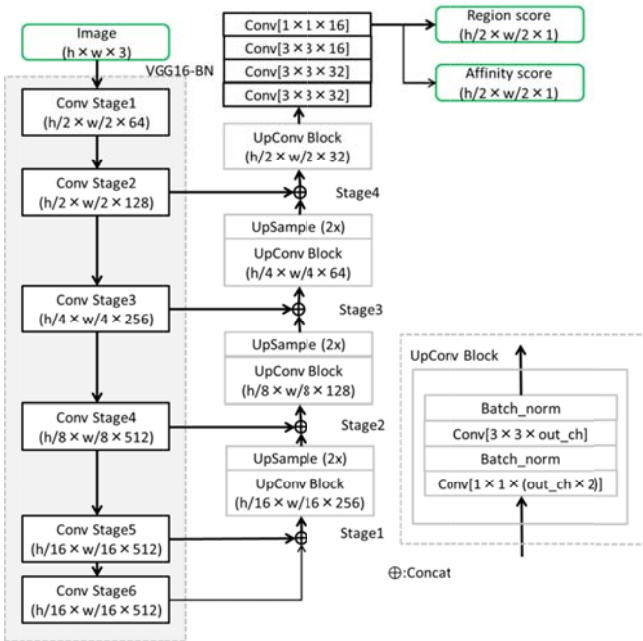 Image
(h × w × 3)
VGG16-BN
Conv Stage1
(h/2 × w/2 × 64)
Conv Stage2
(h/2 × w/2 × 128)
Conv Stage3
(h/4 × w/4 × 256)
Conv Stage4
(h/8 × w/8 × 512)
Conv Stage5
(h/16 × w/16 × 512)
Conv Stage6
(h/16 × w/16 × 512)
Conv[1 × 1 × 16]
Conv[3 × 3 × 16]
Conv[3 × 3 × 32]
Conv[3 × 3 × 32]
UpConv Block
(h/2 × w/2 × 32)
Stage4
UpSample (2x)
UpConv Block
(h/4 × w/4 × 64)
Stage3
UpSample (2x)
UpConv Block
(h/8 × w/8 × 128)
Stage2
UpSample (2x)
UpConv Block
(h/16 × w/16 × 256)
Stage1
Region score
(h/2 × w/2 × 1)
Affinity score
(h/2 × w/2 × 1)
UpConv Block
Batch_norm
Conv[3 × 3 × out_ch]
Batch_norm
Conv[1 × 1 × (out_ch × 2)]
⊕:Concat